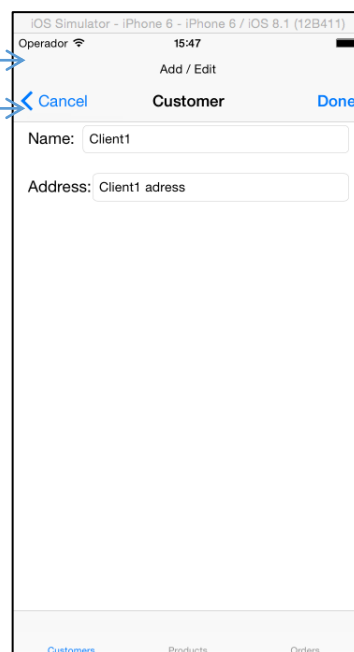 iOS Simulator - iPhone 6 - iPhone 6 / iOS 8.1 (12B411)
Operador 15:47
Add / Edit
Cancel Customer Done
Name: Client1
Address: Client1 adress
Customers Products Orders